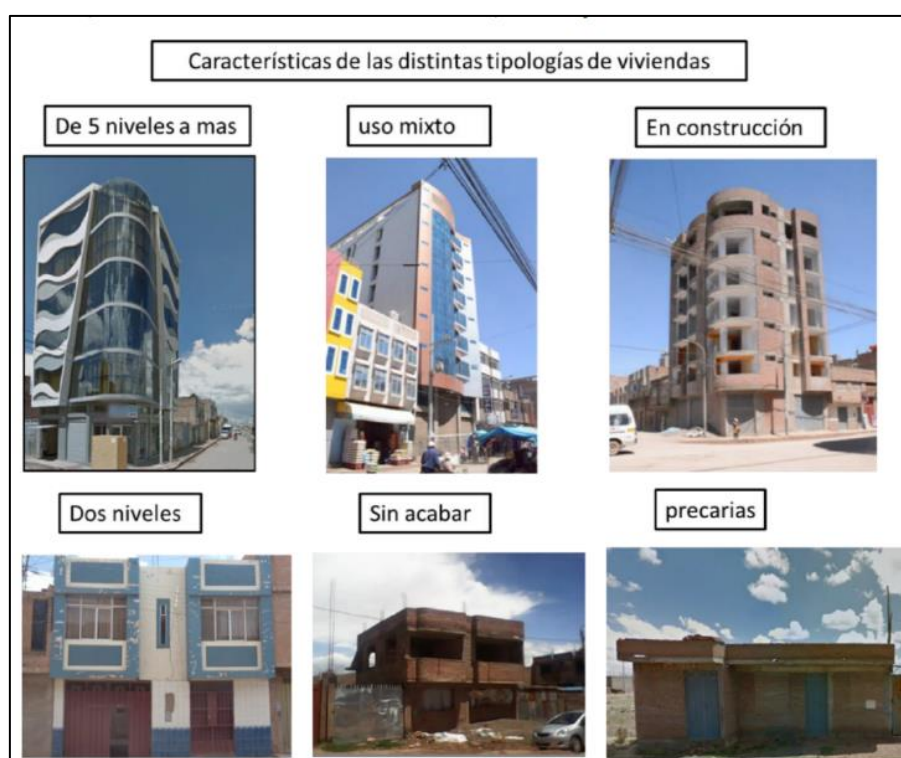 Características de las distintas tipologías de viviendas
De 5 niveles a mas
uso mixto
En construcción
Dos niveles
Sin acabar
precarias